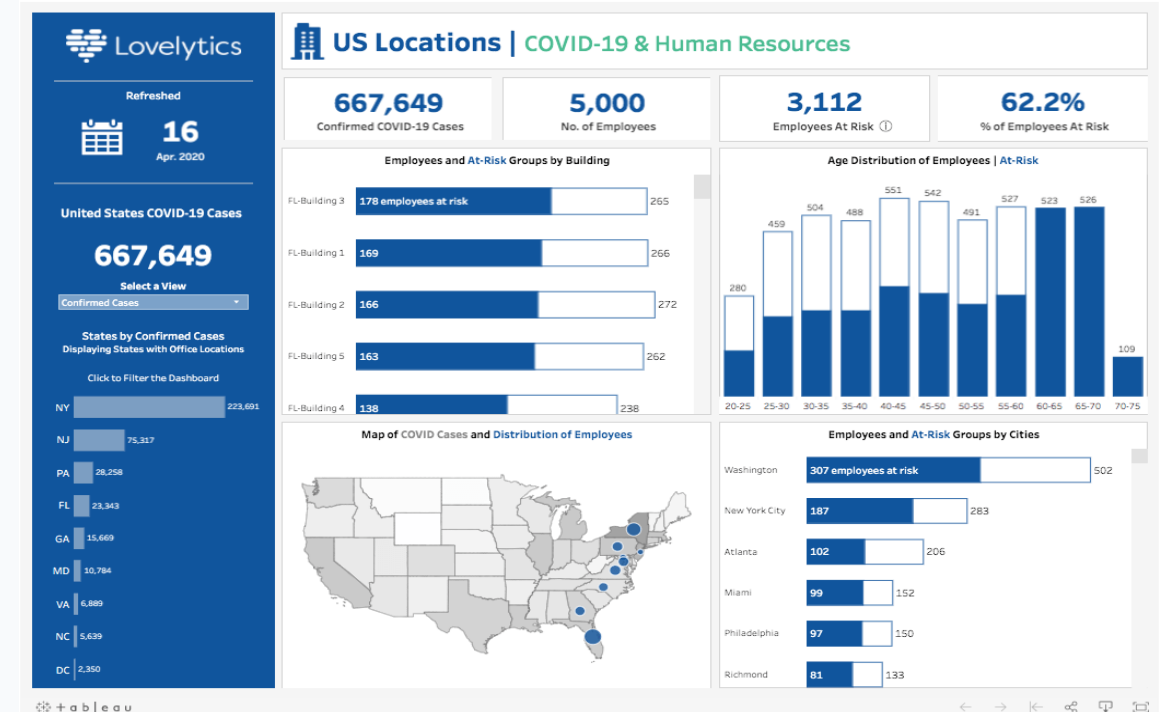 Lovelytics
Refreshed
16
Apr. 2020
United States COVID-19 Cases
667,649
Select a View
Confirmed Cases
States by Confirmed Cases
Displaying States with Office Locations
Click to Filter the Dashboard
NY 223,691
NJ 75,317
PA 28,258
FL 23,343
GA 15,669
MD 10,784
VA 6,889
NC 5,639
DC 2,350
US Locations | COVID-19 & Human Resources
667,649
Confirmed COVID-19 Cases
5,000
No. of Employees
3,112
Employees At Risk ⓘ
62.2%
% of Employees At Risk
Employees and At-Risk Groups by Building
FL-Building 3 178 employees at risk 265
FL-Building 1 169 266
FL-Building 2 166 272
FL-Building 5 163 262
FL-Building 4 138 238
Age Distribution of Employees | At-Risk
280 459 504 488 551 542 491 527 523 526 109
20-25 25-30 30-35 35-40 40-45 45-50 50-55 55-60 60-65 65-70 70-75
Map of COVID Cases and Distribution of Employees
Employees and At-Risk Groups by Cities
Washington 307 employees at risk 502
New York City 187 283
Atlanta 102 206
Miami 99 152
Philadelphia 97 150
Richmond 81 133
tableau